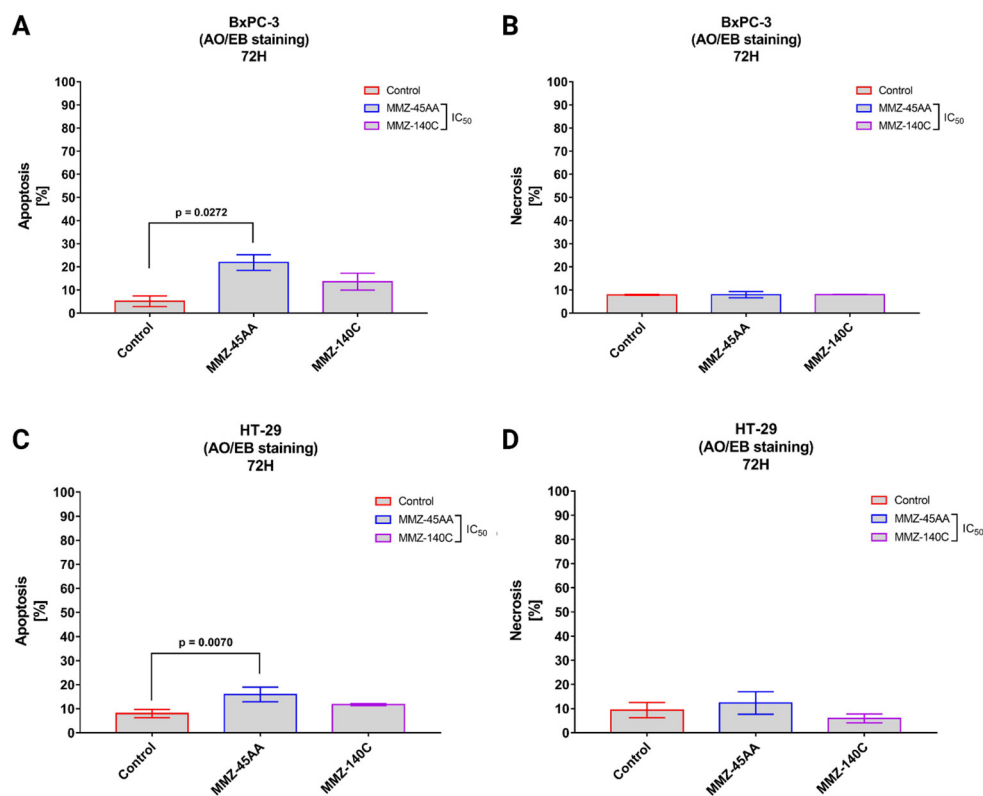 A
BxPC-3
(AO/EB staining)
72H
Apoptosis
[%]
100
90
80
70
60
50
40
30
20
10
0
Control
MMZ-45AA
MMZ-140C
IC50
p = 0.0272
Control
MMZ-45AA
MMZ-140C
B
BxPC-3
(AO/EB staining)
72H
Necrosis
[%]
100
90
80
70
60
50
40
30
20
10
0
Control
MMZ-45AA
MMZ-140C
IC50
Control
MMZ-45AA
MMZ-140C
C
HT-29
(AO/EB staining)
72H
Apoptosis
[%]
100
90
80
70
60
50
40
30
20
10
0
Control
MMZ-45AA
MMZ-140C
IC50
p = 0.0070
Control
MMZ-45AA
MMZ-140C
D
HT-29
(AO/EB staining)
72H
Necrosis
[%]
100
90
80
70
60
50
40
30
20
10
0
Control
MMZ-45AA
MMZ-140C
IC50
Control
MMZ-45AA
MMZ-140C